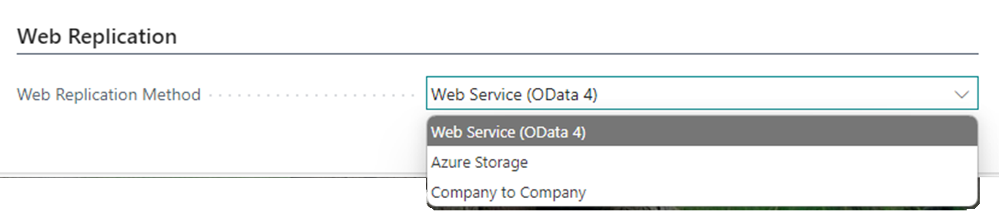 Web Replication
Web Replication Method Web Service (OData 4)
Web Service (OData 4)
Azure Storage
Company to Company